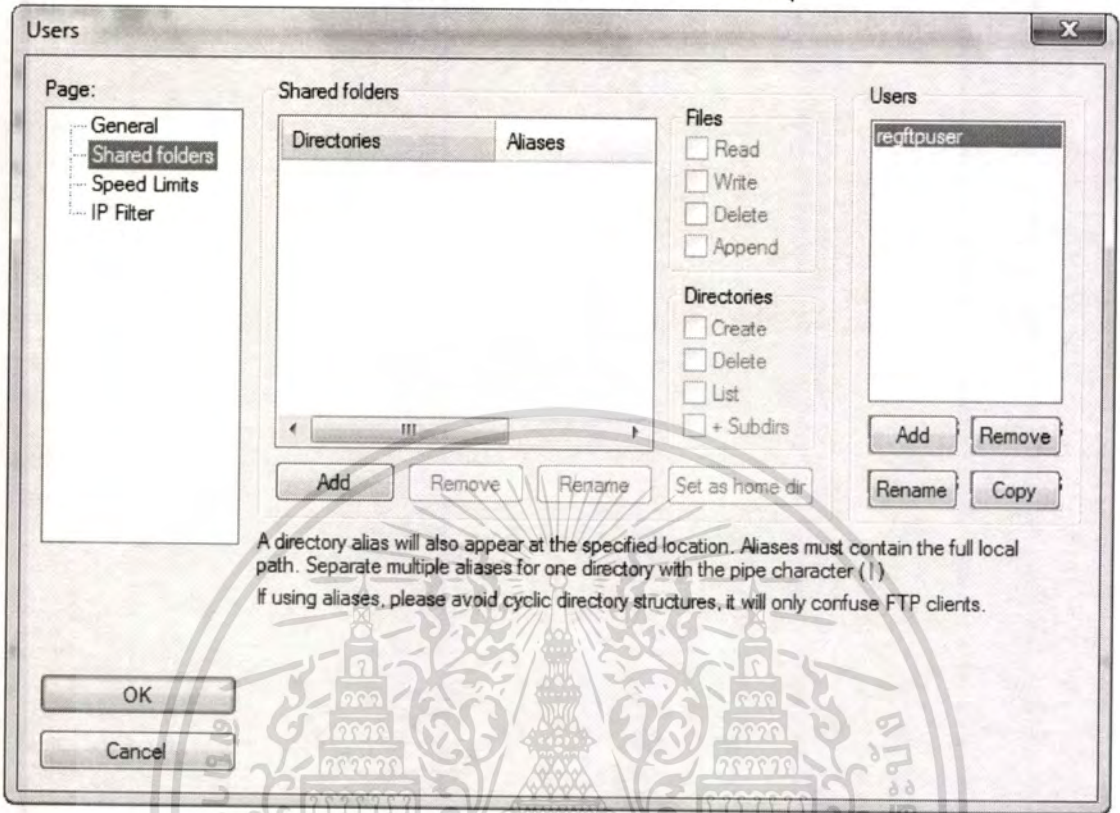 Users
Page:
General
Shared folders
Speed Limits
IP Filter
Shared folders
Directories
Aliases
Files
Read
Write
Delete
Append
Directories
Create
Delete
List
+ Subdirs
Add
Remove
Rename
Set as home dir
Users
regftpuser
Add
Remove
Rename
Copy
A directory alias will also appear at the specified location. Aliases must contain the full local
path. Separate multiple aliases for one directory with the pipe character (|)
If using aliases, please avoid cyclic directory structures, it will only confuse FTP clients.
OK
Cancel